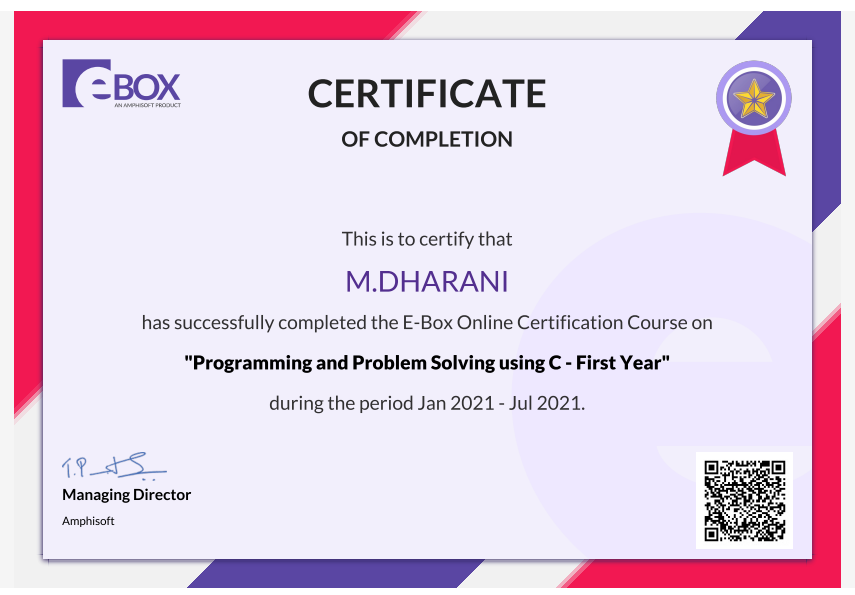 eBOX
AN AMPHISOFT PRODUCT
CERTIFICATE
OF COMPLETION
This is to certify that
M.DHARANI
has successfully completed the E-Box Online Certification Course on
"Programming and Problem Solving using C - First Year"
during the period Jan 2021 - Jul 2021.
Managing Director
Amphisoft